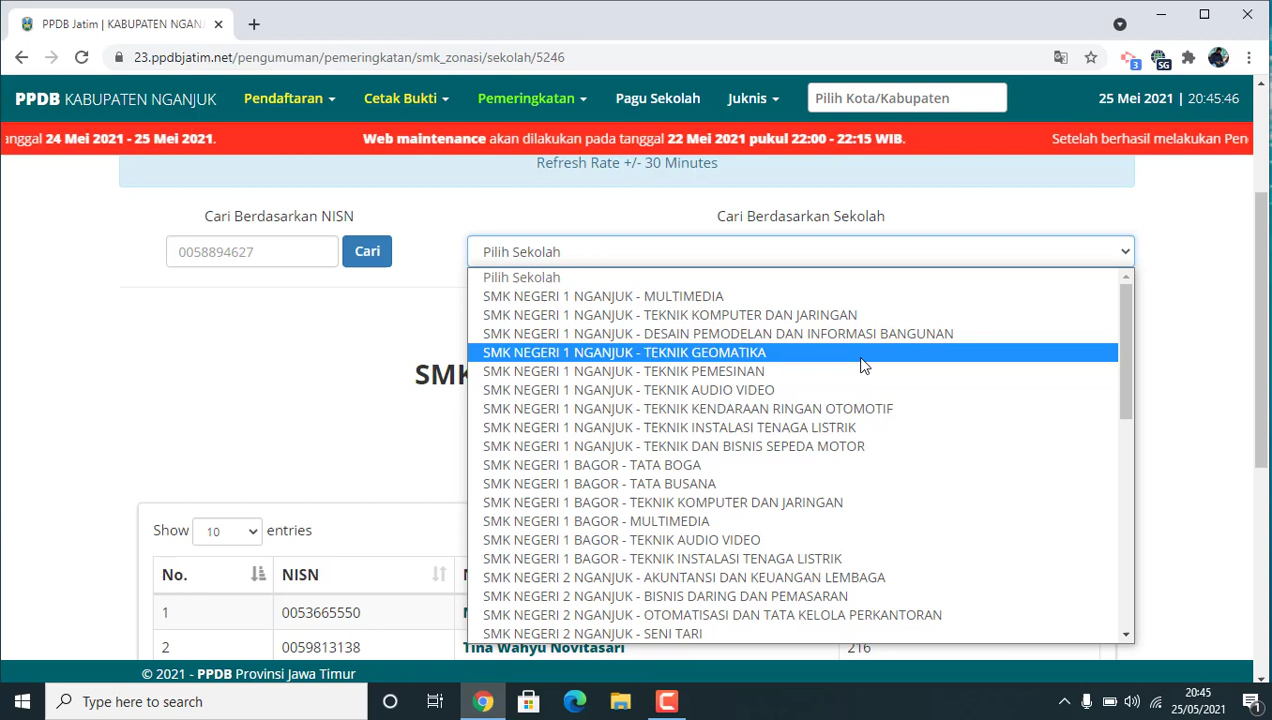 PPDB Jatim | KABUPATEN NGANJ
23.ppdbjatim.net/pengumuman/pemeringkatan/smk_zonasi/sekolah/5246
3
SG
PPDB KABUPATEN NGANJUK
Pendaftaran
Cetak Bukti
Pemeringkatan
Pagu Sekolah
Juknis
Pilih Kota/Kabupaten
25 Mei 2021 | 20:45:46
anggal 24 Mei 2021 - 25 Mei 2021.
Web maintenance akan dilakukan pada tanggal 22 Mei 2021 pukul 22:00 - 22:15 WIB.
Setelah berhasil melakukan Pen
Refresh Rate +/- 30 Minutes
Cari Berdasarkan NISN
Cari Berdasarkan Sekolah
0058894627
Cari
Pilih Sekolah
Pilih Sekolah
SMK NEGERI 1 NGANJUK - MULTIMEDIA
SMK NEGERI 1 NGANJUK - TEKNIK KOMPUTER DAN JARINGAN
SMK NEGERI 1 NGANJUK - DESAIN PEMODELAN DAN INFORMASI BANGUNAN
SMK NEGERI 1 NGANJUK - TEKNIK GEOMATIKA
SMK NEGERI 1 NGANJUK - TEKNIK PEMESINAN
SMK NEGERI 1 NGANJUK - TEKNIK AUDIO VIDEO
SMK NEGERI 1 NGANJUK - TEKNIK KENDARAAN RINGAN OTOMOTIF
SMK NEGERI 1 NGANJUK - TEKNIK INSTALASI TENAGA LISTRIK
SMK NEGERI 1 NGANJUK - TEKNIK DAN BISNIS SEPEDA MOTOR
SMK NEGERI 1 BAGOR - TATA BOGA
SMK NEGERI 1 BAGOR - TATA BUSANA
SMK NEGERI 1 BAGOR - TEKNIK KOMPUTER DAN JARINGAN
SMK NEGERI 1 BAGOR - MULTIMEDIA
SMK NEGERI 1 BAGOR - TEKNIK AUDIO VIDEO
SMK NEGERI 1 BAGOR - TEKNIK INSTALASI TENAGA LISTRIK
SMK NEGERI 2 NGANJUK - AKUNTANSI DAN KEUANGAN LEMBAGA
SMK NEGERI 2 NGANJUK - BISNIS DARING DAN PEMASARAN
SMK NEGERI 2 NGANJUK - OTOMATISASI DAN TATA KELOLA PERKANTORAN
SMK NEGERI 2 NGANJUK - SENI TARI
SMK
Show 10 entries
No.
NISN
1
0053665550
2
0059813138
Tina Wahyu Novitasari
216
© 2021 - PPDB Provinsi Jawa Timur
Type here to search
20:45
25/05/2021
1